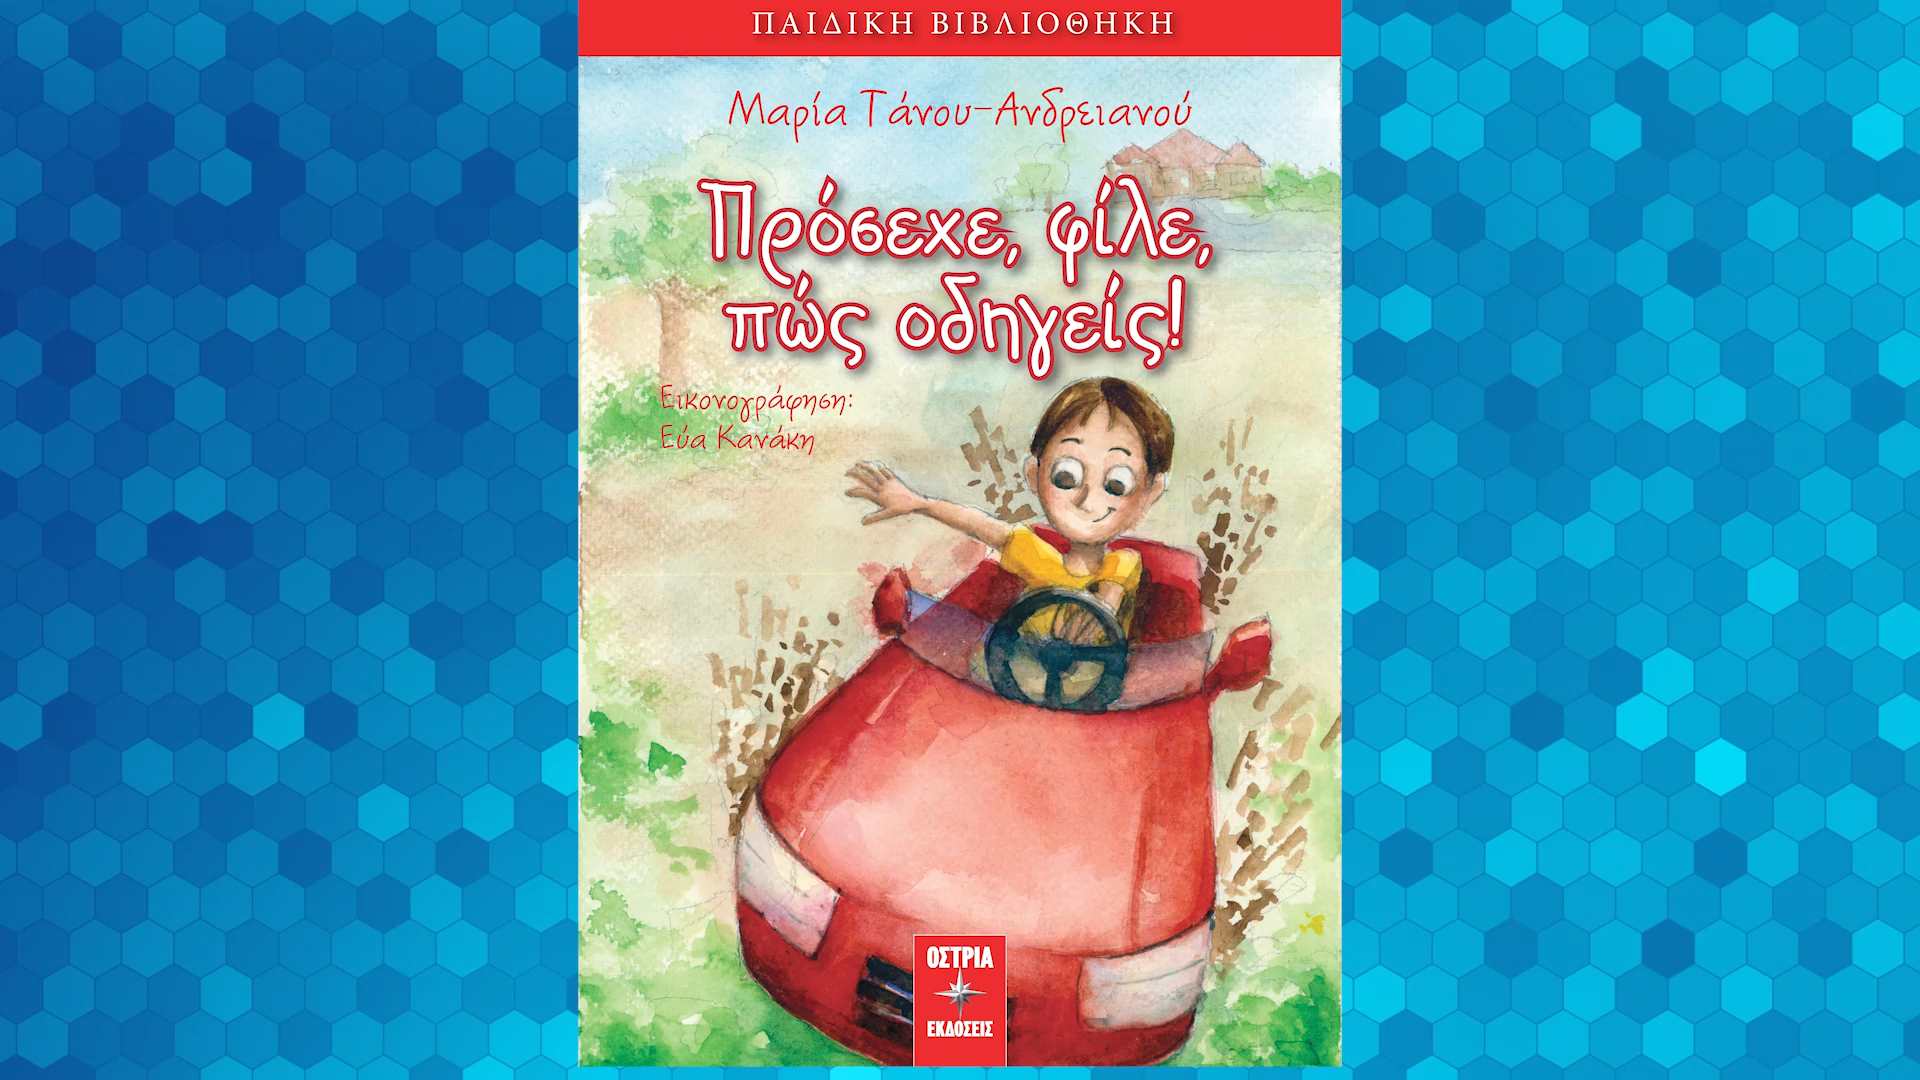 ΠΑΙΔΙΚΗ ΒΙΒΛΙΟΘΗΚΗ
Μαρία Τάνου-Ανδρειανού
Πρόσεχε, φίλε,
πώς οδηγείς!
Εικονογράφηση:
Εύα Κανάκη
ΟΣΤΡΙΑ
ΕΚΔΟΣΕΙΣ